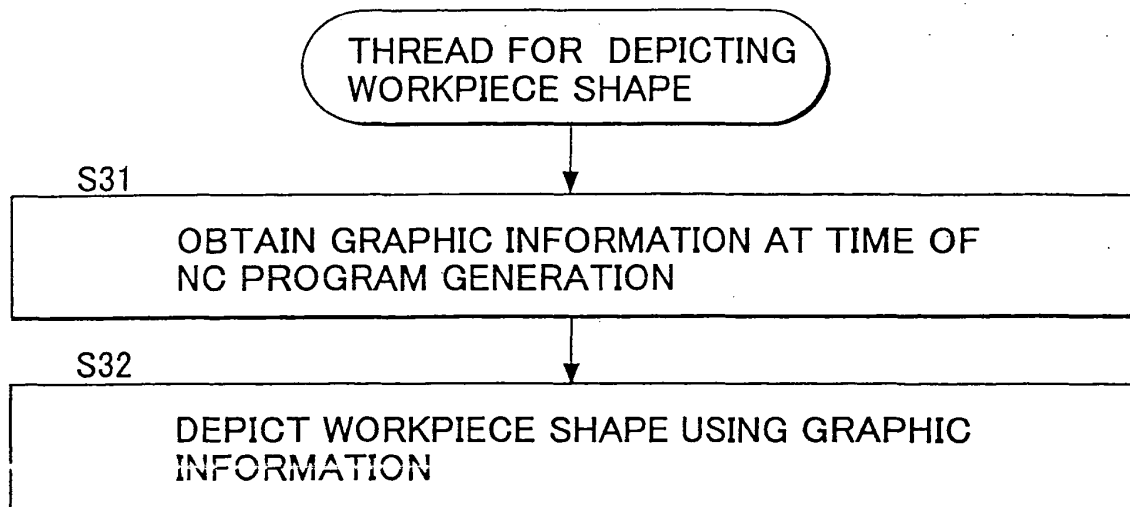 THREAD FOR DEPICTING
WORKPIECE SHAPE
S31
OBTAIN GRAPHIC INFORMATION AT TIME OF
NC PROGRAM GENERATION
S32
DEPICT WORKPIECE SHAPE USING GRAPHIC
INFORMATION